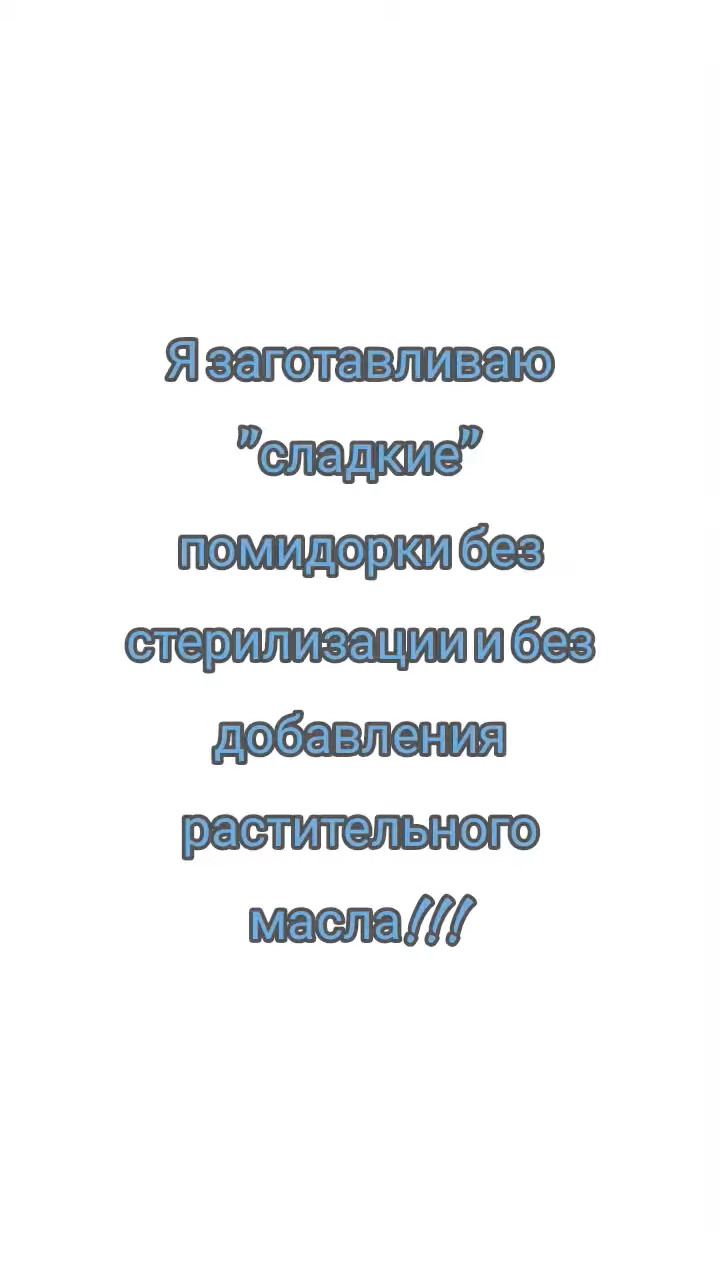 Я заготавливаю
"сладкие"
помидорки без
стерилизации и без
добавления
растительного
масла!!!